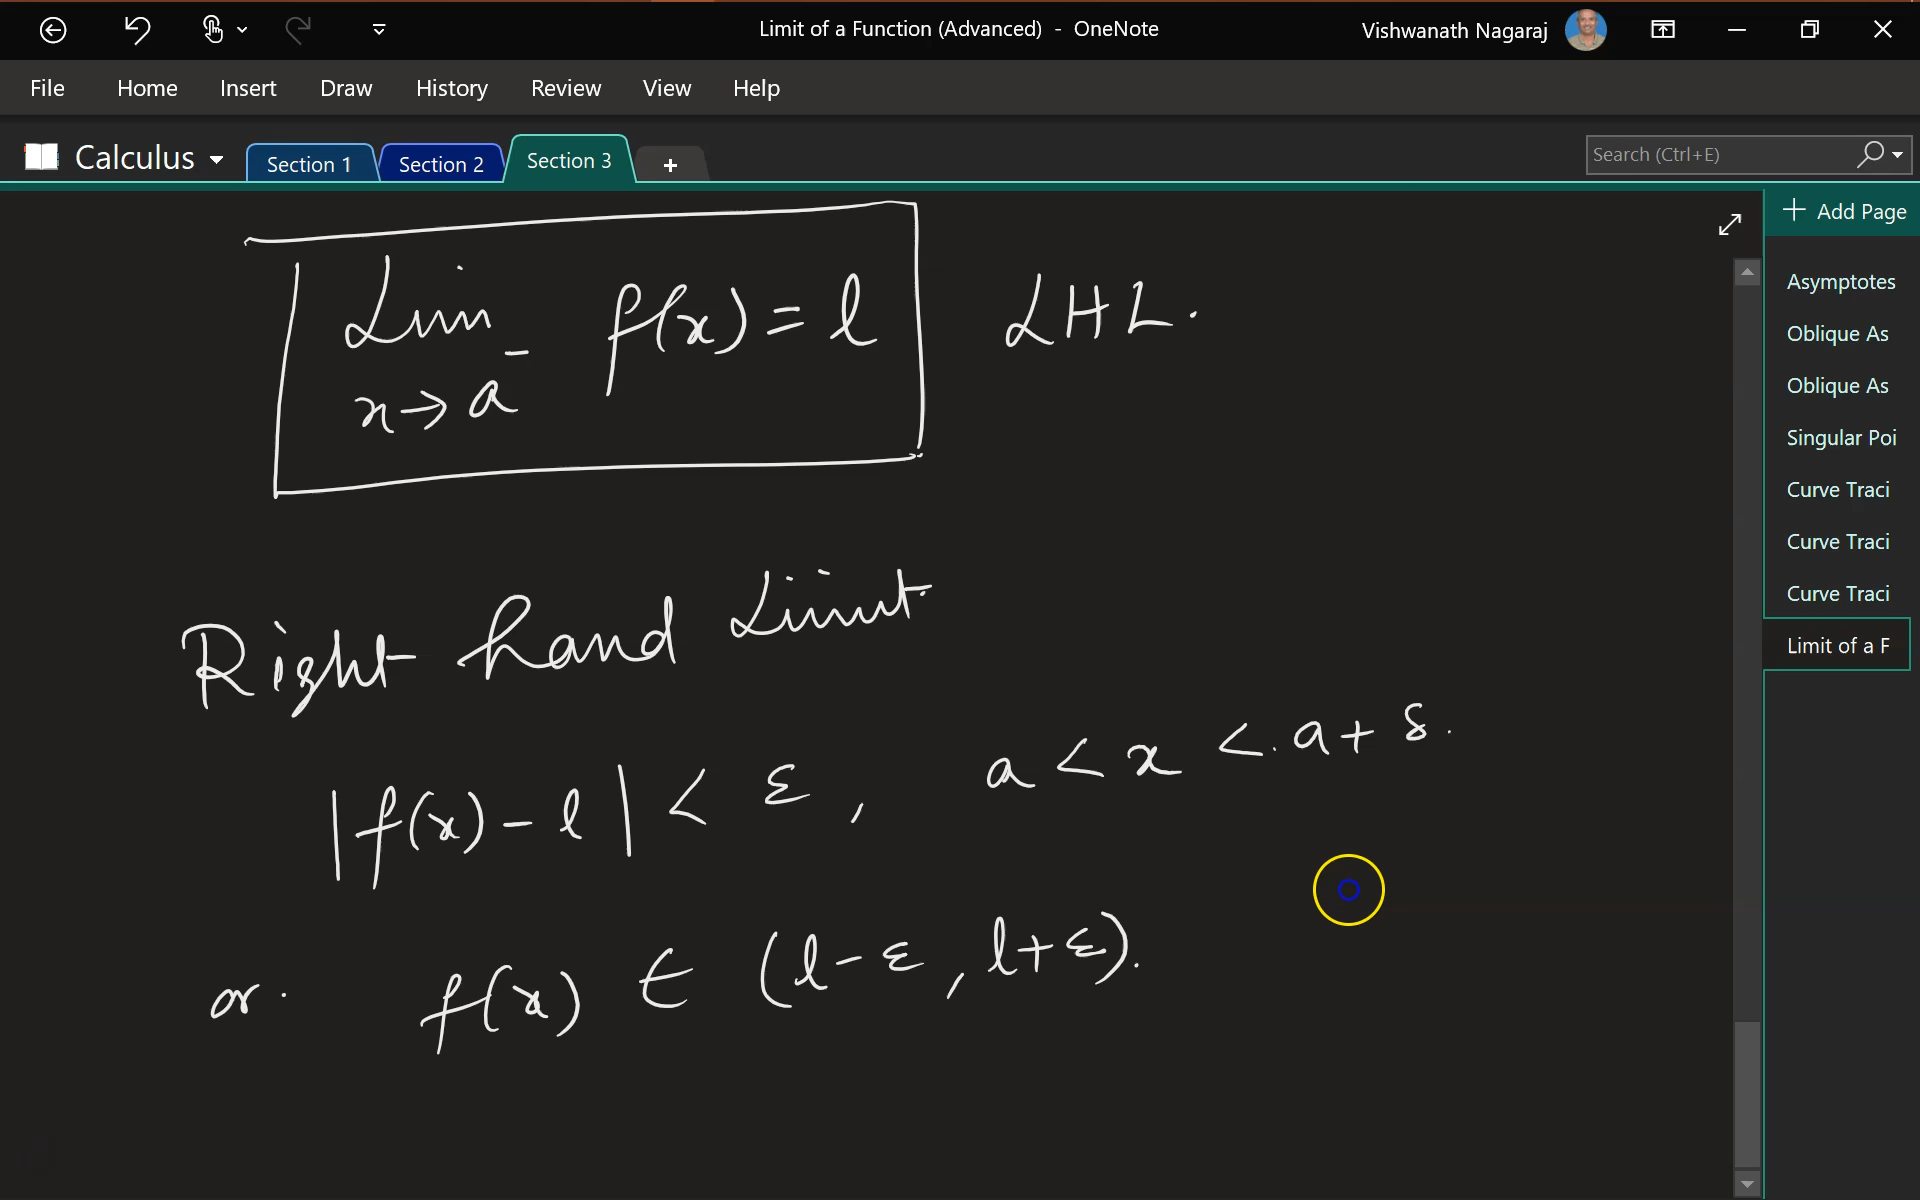 Limit of a Function (Advanced) - OneNote
Vishwanath Nagaraj
File Home Insert Draw History Review View Help
Calculus
Section 1
Section 2
Section 3
+
Search (Ctrl+E)
+ Add Page
Asymptotes
Oblique As
Oblique As
Singular Poi
Curve Traci
Curve Traci
Curve Traci
Limit of a F
Lim f(x) = l LHL.
x → a⁻
Right hand Limit
|f(x) - l| < ε, a < x < a + δ.
or. f(x) ∈ (l - ε, l + ε).